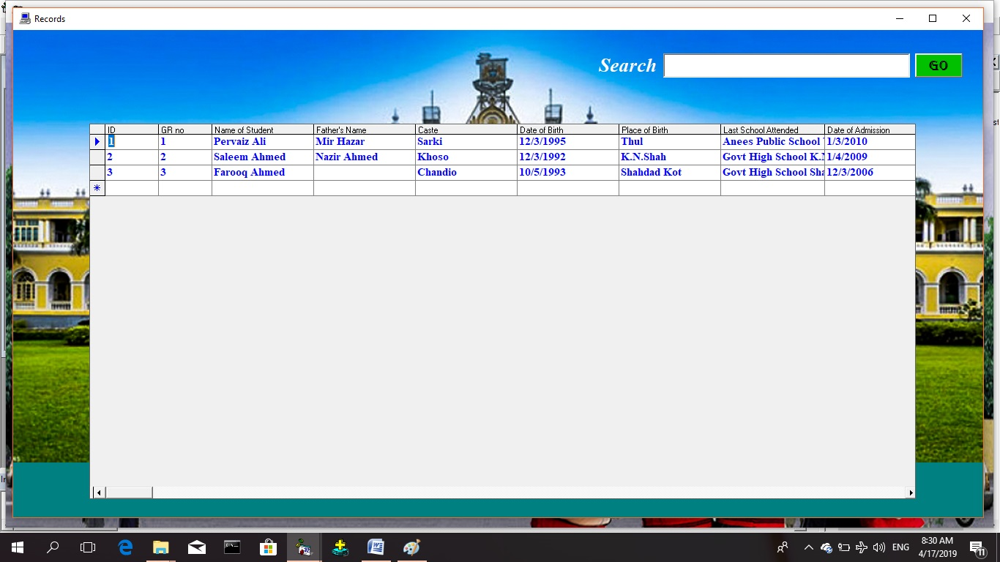 Records
Search GO
ID GR no Name of Student Father's Name Caste Date of Birth Place of Birth Last School Attended Date of Admission
1 1 Pervaiz Ali Mir Hazar Sarki 12/3/1995 Thul Anees Public School 1/3/2010
2 2 Saleem Ahmed Nazir Ahmed Khoso 12/3/1992 K.N.Shah Govt High School K.N 1/4/2009
3 3 Farooq Ahmed Chandio 10/5/1993 Shahdad Kot Govt High School Sha 12/3/2006
*
8:30 AM
ENG
4/17/2019
11